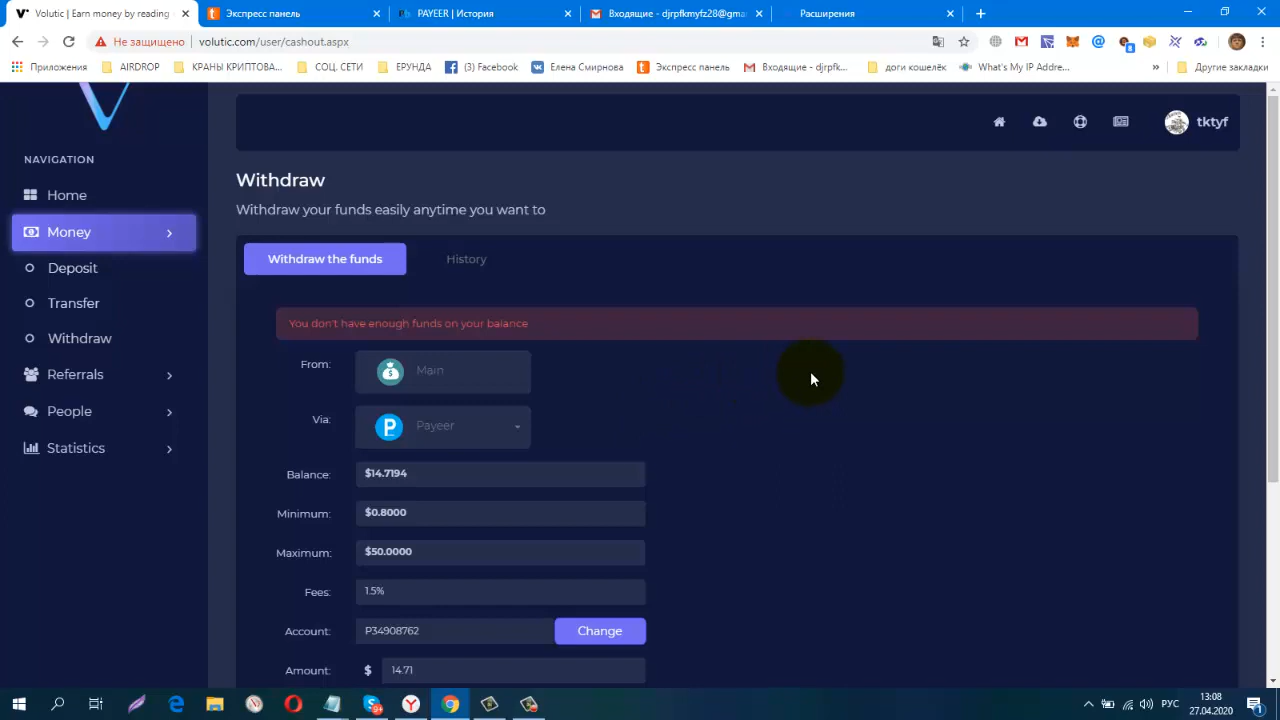 Volutic | Earn money by reading
Экспресс панель
PAYEER | История
Входящие - djrpfkmyfz28@gma
Расширения
Не защищено
volutic.com/user/cashout.aspx
Приложения
AIRDROP
КРАНЫ КРИПТОВА...
СОЦ. СЕТИ
ЕРУНДА
(3) Facebook
Елена Смирнова
Экспресс панель
Входящие - djrpfk...
доги кошелёк
What's My IP Addre...
»
Другие закладки
tktyf
NAVIGATION
Home
Money
Deposit
Transfer
Withdraw
Referrals
People
Statistics
Withdraw
Withdraw your funds easily anytime you want to
Withdraw the funds
History
You don't have enough funds on your balance
From:
Main
Via:
Payeer
Balance:
$14.7194
Minimum:
$0.8000
Maximum:
$50.0000
Fees:
1.5%
Account:
P34908762
Change
Amount:
$
14.71
РУС
13:08
27.04.2020